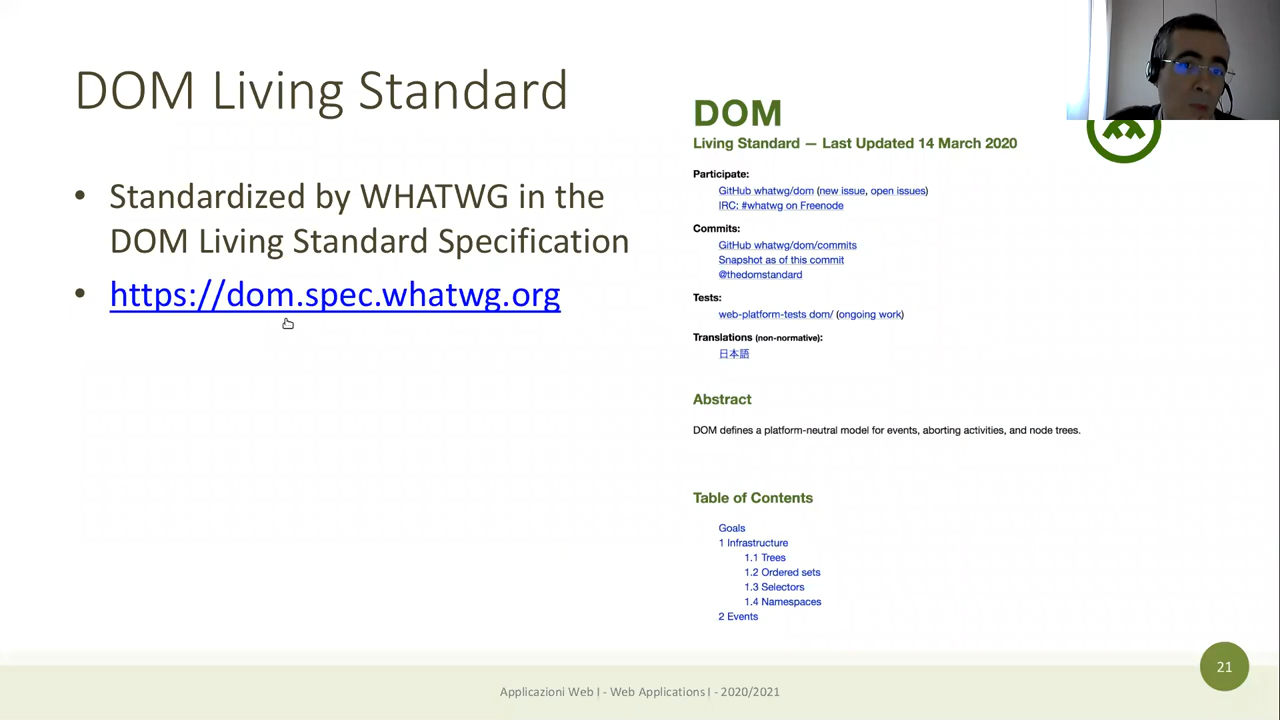 DOM Living Standard
• Standardized by WHATWG in the
DOM Living Standard Specification
• https://dom.spec.whatwg.org
DOM
Living Standard — Last Updated 14 March 2020
Participate:
GitHub whatwg/dom (new issue, open issues)
IRC: #whatwg on Freenode
Commits:
GitHub whatwg/dom/commits
Snapshot as of this commit
@thedomstandard
Tests:
web-platform-tests dom/ (ongoing work)
Translations (non-normative):
日本語
Abstract
DOM defines a platform-neutral model for events, aborting activities, and node trees.
Table of Contents
Goals
1 Infrastructure
1.1 Trees
1.2 Ordered sets
1.3 Selectors
1.4 Namespaces
2 Events
Applicazioni Web I - Web Applications I - 2020/2021
21